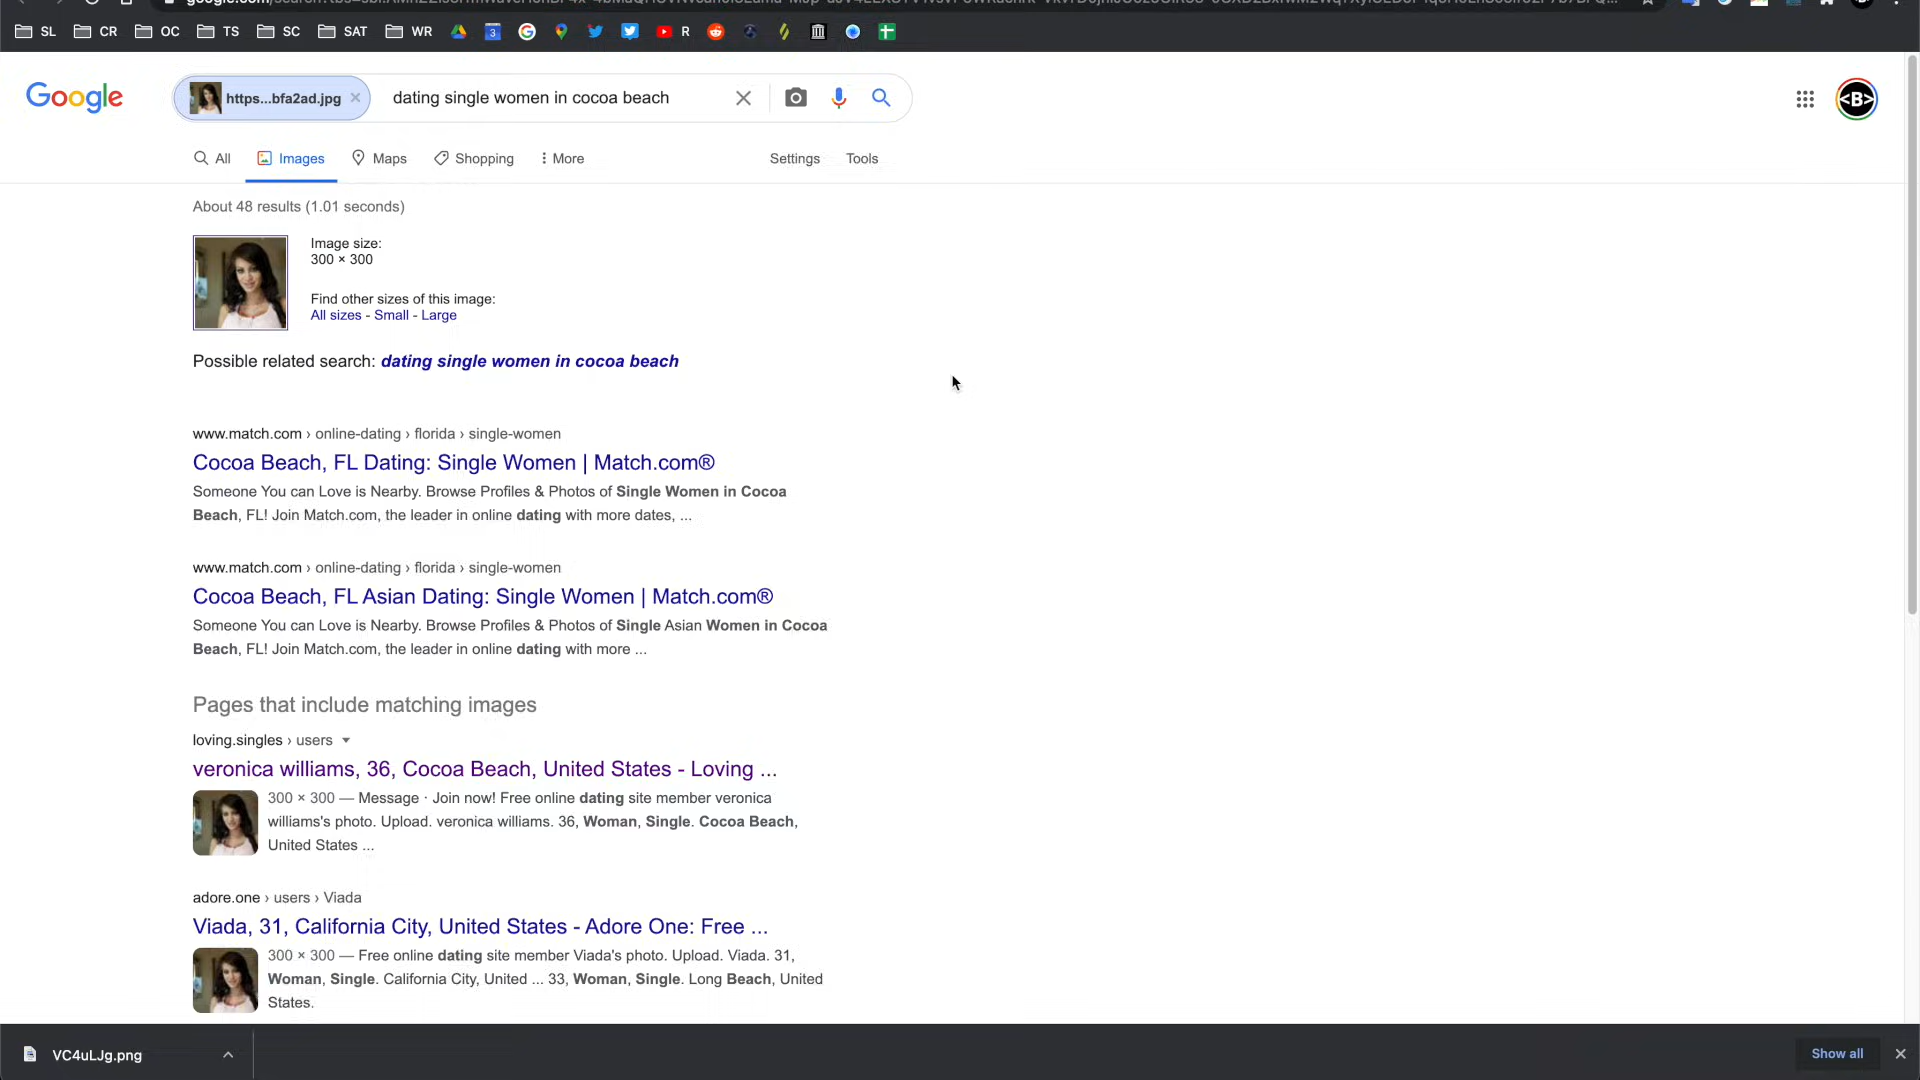 SL CR OC TS SC SAT WR R
Google https...bfa2ad.jpg dating single women in cocoa beach <B>
All Images Maps Shopping More Settings Tools
About 48 results (1.01 seconds)
Image size:
300 × 300
Find other sizes of this image:
All sizes - Small - Large
Possible related search: dating single women in cocoa beach
www.match.com › online-dating › florida › single-women
Cocoa Beach, FL Dating: Single Women | Match.com®
Someone You can Love is Nearby. Browse Profiles & Photos of Single Women in Cocoa
Beach, FL! Join Match.com, the leader in online dating with more dates, ...
www.match.com › online-dating › florida › single-women
Cocoa Beach, FL Asian Dating: Single Women | Match.com®
Someone You can Love is Nearby. Browse Profiles & Photos of Single Asian Women in Cocoa
Beach, FL! Join Match.com, the leader in online dating with more ...
Pages that include matching images
loving.singles › users
veronica williams, 36, Cocoa Beach, United States - Loving ...
300 × 300 — Message · Join now! Free online dating site member veronica
williams's photo. Upload. veronica williams. 36, Woman, Single. Cocoa Beach,
United States ...
adore.one › users › Viada
Viada, 31, California City, United States - Adore One: Free ...
300 × 300 — Free online dating site member Viada's photo. Upload. Viada. 31,
Woman, Single. California City, United ... 33, Woman, Single. Long Beach, United
States.
VC4uLJg.png Show all